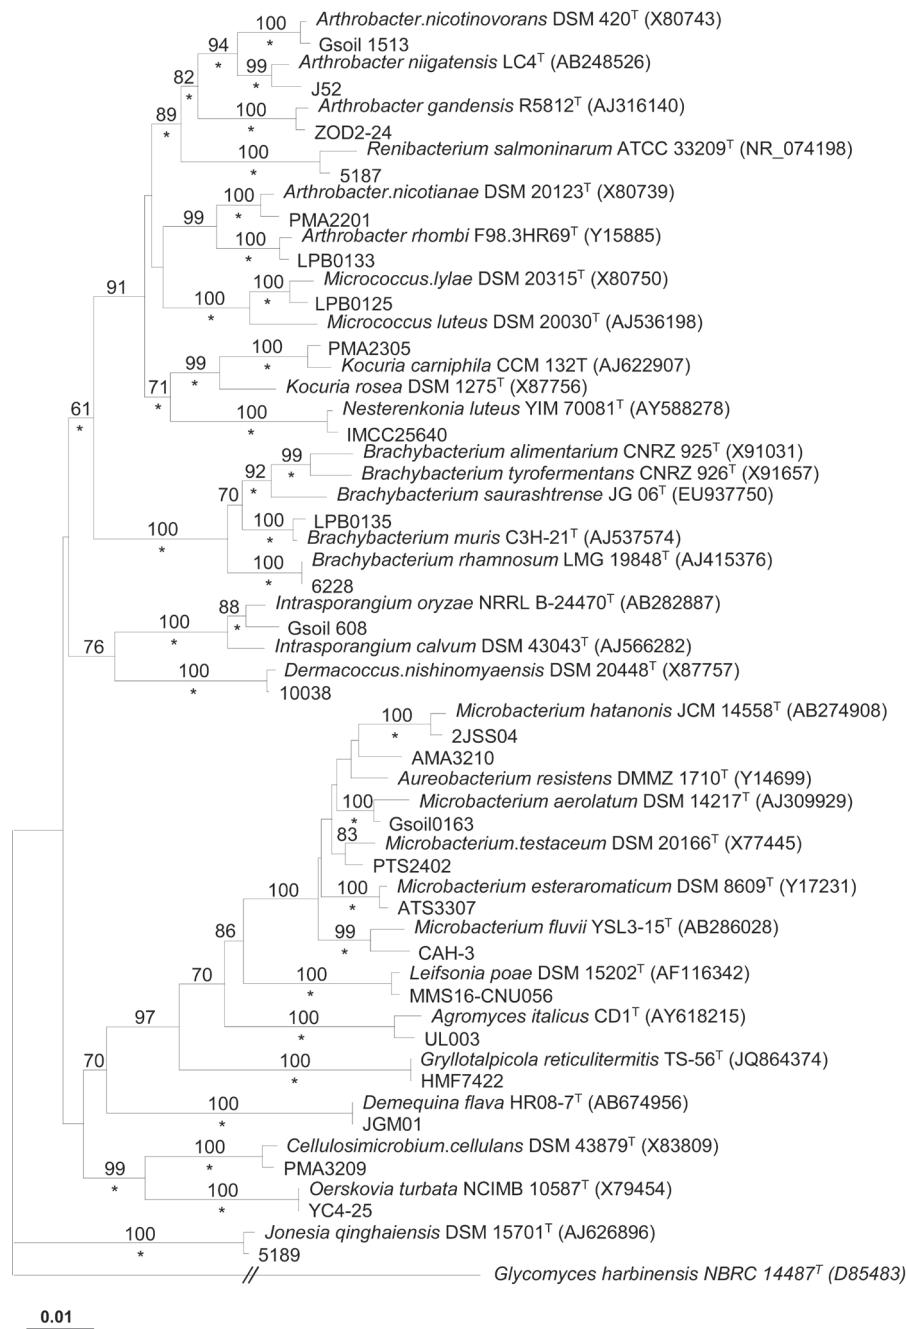 100 Arthrobacter.nicotinovorans DSM 420T (X80743)
94 * Gsoil 1513
99 Arthrobacter niigatensis LC4T (AB248526)
* * J52
82
100 Arthrobacter gandensis R5812T (AJ316140)
* * ZOD2-24
89
100 Renibacterium salmoninarum ATCC 33209T (NR_074198)
* * 5187
100 Arthrobacter.nicotianae DSM 20123T (X80739)
99 * PMA2201
100 Arthrobacter rhombi F98.3HR69T (Y15885)
* LPB0133
100 Micrococcus.lylae DSM 20315T (X80750)
91 100 * LPB0125
* Micrococcus luteus DSM 20030T (AJ536198)
100 PMA2305
99 * Kocuria carniphila CCM 132T (AJ622907)
71 * Kocuria rosea DSM 1275T (X87756)
* 100 Nesterenkonia luteus YIM 70081T (AY588278)
61 * IMCC25640
* 99 Brachybacterium alimentarium CNRZ 925T (X91031)
92 * Brachybacterium tyrofermentans CNRZ 926T (X91657)
70 * Brachybacterium saurashtrense JG 06T (EU937750)
100 LPB0135
100 * Brachybacterium muris C3H-21T (AJ537574)
* 100 Brachybacterium rhamnosum LMG 19848T (AJ415376)
* 6228
88 Intrasporangium oryzae NRRL B-24470T (AB282887)
100 * Gsoil 608
76 * Intrasporangium calvum DSM 43043T (AJ566282)
100 Dermacoccus.nishinomyaensis DSM 20448T (X87757)
* 10038
100 Microbacterium hatanonis JCM 14558T (AB274908)
* 2JSS04
AMA3210
Aureobacterium resistens DMMZ 1710T (Y14699)
100 Microbacterium aerolatum DSM 14217T (AJ309929)
* Gsoil0163
83 Microbacterium.testaceum DSM 20166T (X77445)
PTS2402
100 100 Microbacterium esteraromaticum DSM 8609T (Y17231)
* ATS3307
86 99 Microbacterium fluvii YSL3-15T (AB286028)
* CAH-3
70 100 Leifsonia poae DSM 15202T (AF116342)
* MMS16-CNU056
97 100 Agromyces italicus CD1T (AY618215)
* UL003
70 100 Gryllotalpicola reticulitermitis TS-56T (JQ864374)
* HMF7422
100 Demequina flava HR08-7T (AB674956)
* JGM01
100 Cellulosimicrobium.cellulans DSM 43879T (X83809)
99 * PMA3209
* 100 Oerskovia turbata NCIMB 10587T (X79454)
* YC4-25
100 Jonesia qinghaiensis DSM 15701T (AJ626896)
* 5189
// Glycomyces harbinensis NBRC 14487T (D85483)
0.01